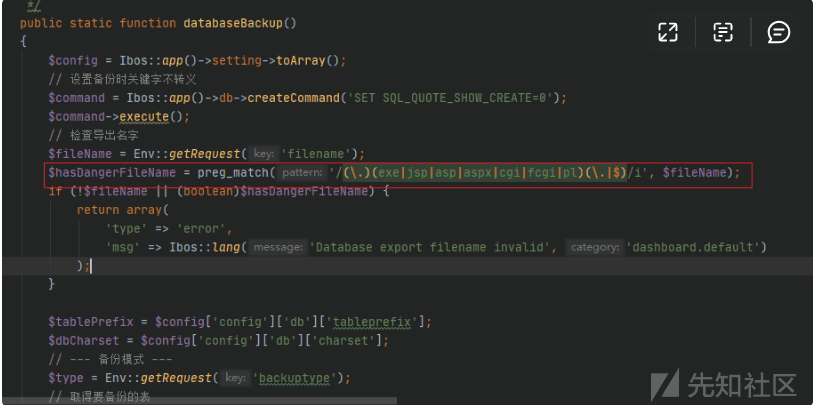 */
public static function databaseBackup()
{
$config = Ibos::app()->setting->toArray();
// 设置备份时关键字不转义
$command = Ibos::app()->db->createCommand('SET SQL_QUOTE_SHOW_CREATE=0');
$command->execute();
// 检查导出名字
$fileName = Env::getRequest( key: 'filename');
$hasDangerFileName = preg_match( pattern: '/(\.)(exe|jsp|asp|aspx|cgi|fcgi|pl)(\.|$)/i', $fileName);
if (!$fileName || (boolean)$hasDangerFileName) {
return array(
'type' => 'error',
'msg' => Ibos::lang( message: 'Database export filename invalid', category: 'dashboard.default')
);
}
$tablePrefix = $config['config']['db']['tableprefix'];
$dbCharset = $config['config']['db']['charset'];
// --- 备份模式 ---
$type = Env::getRequest( key: 'backuptype');
// 取得要备份的表
先知社区